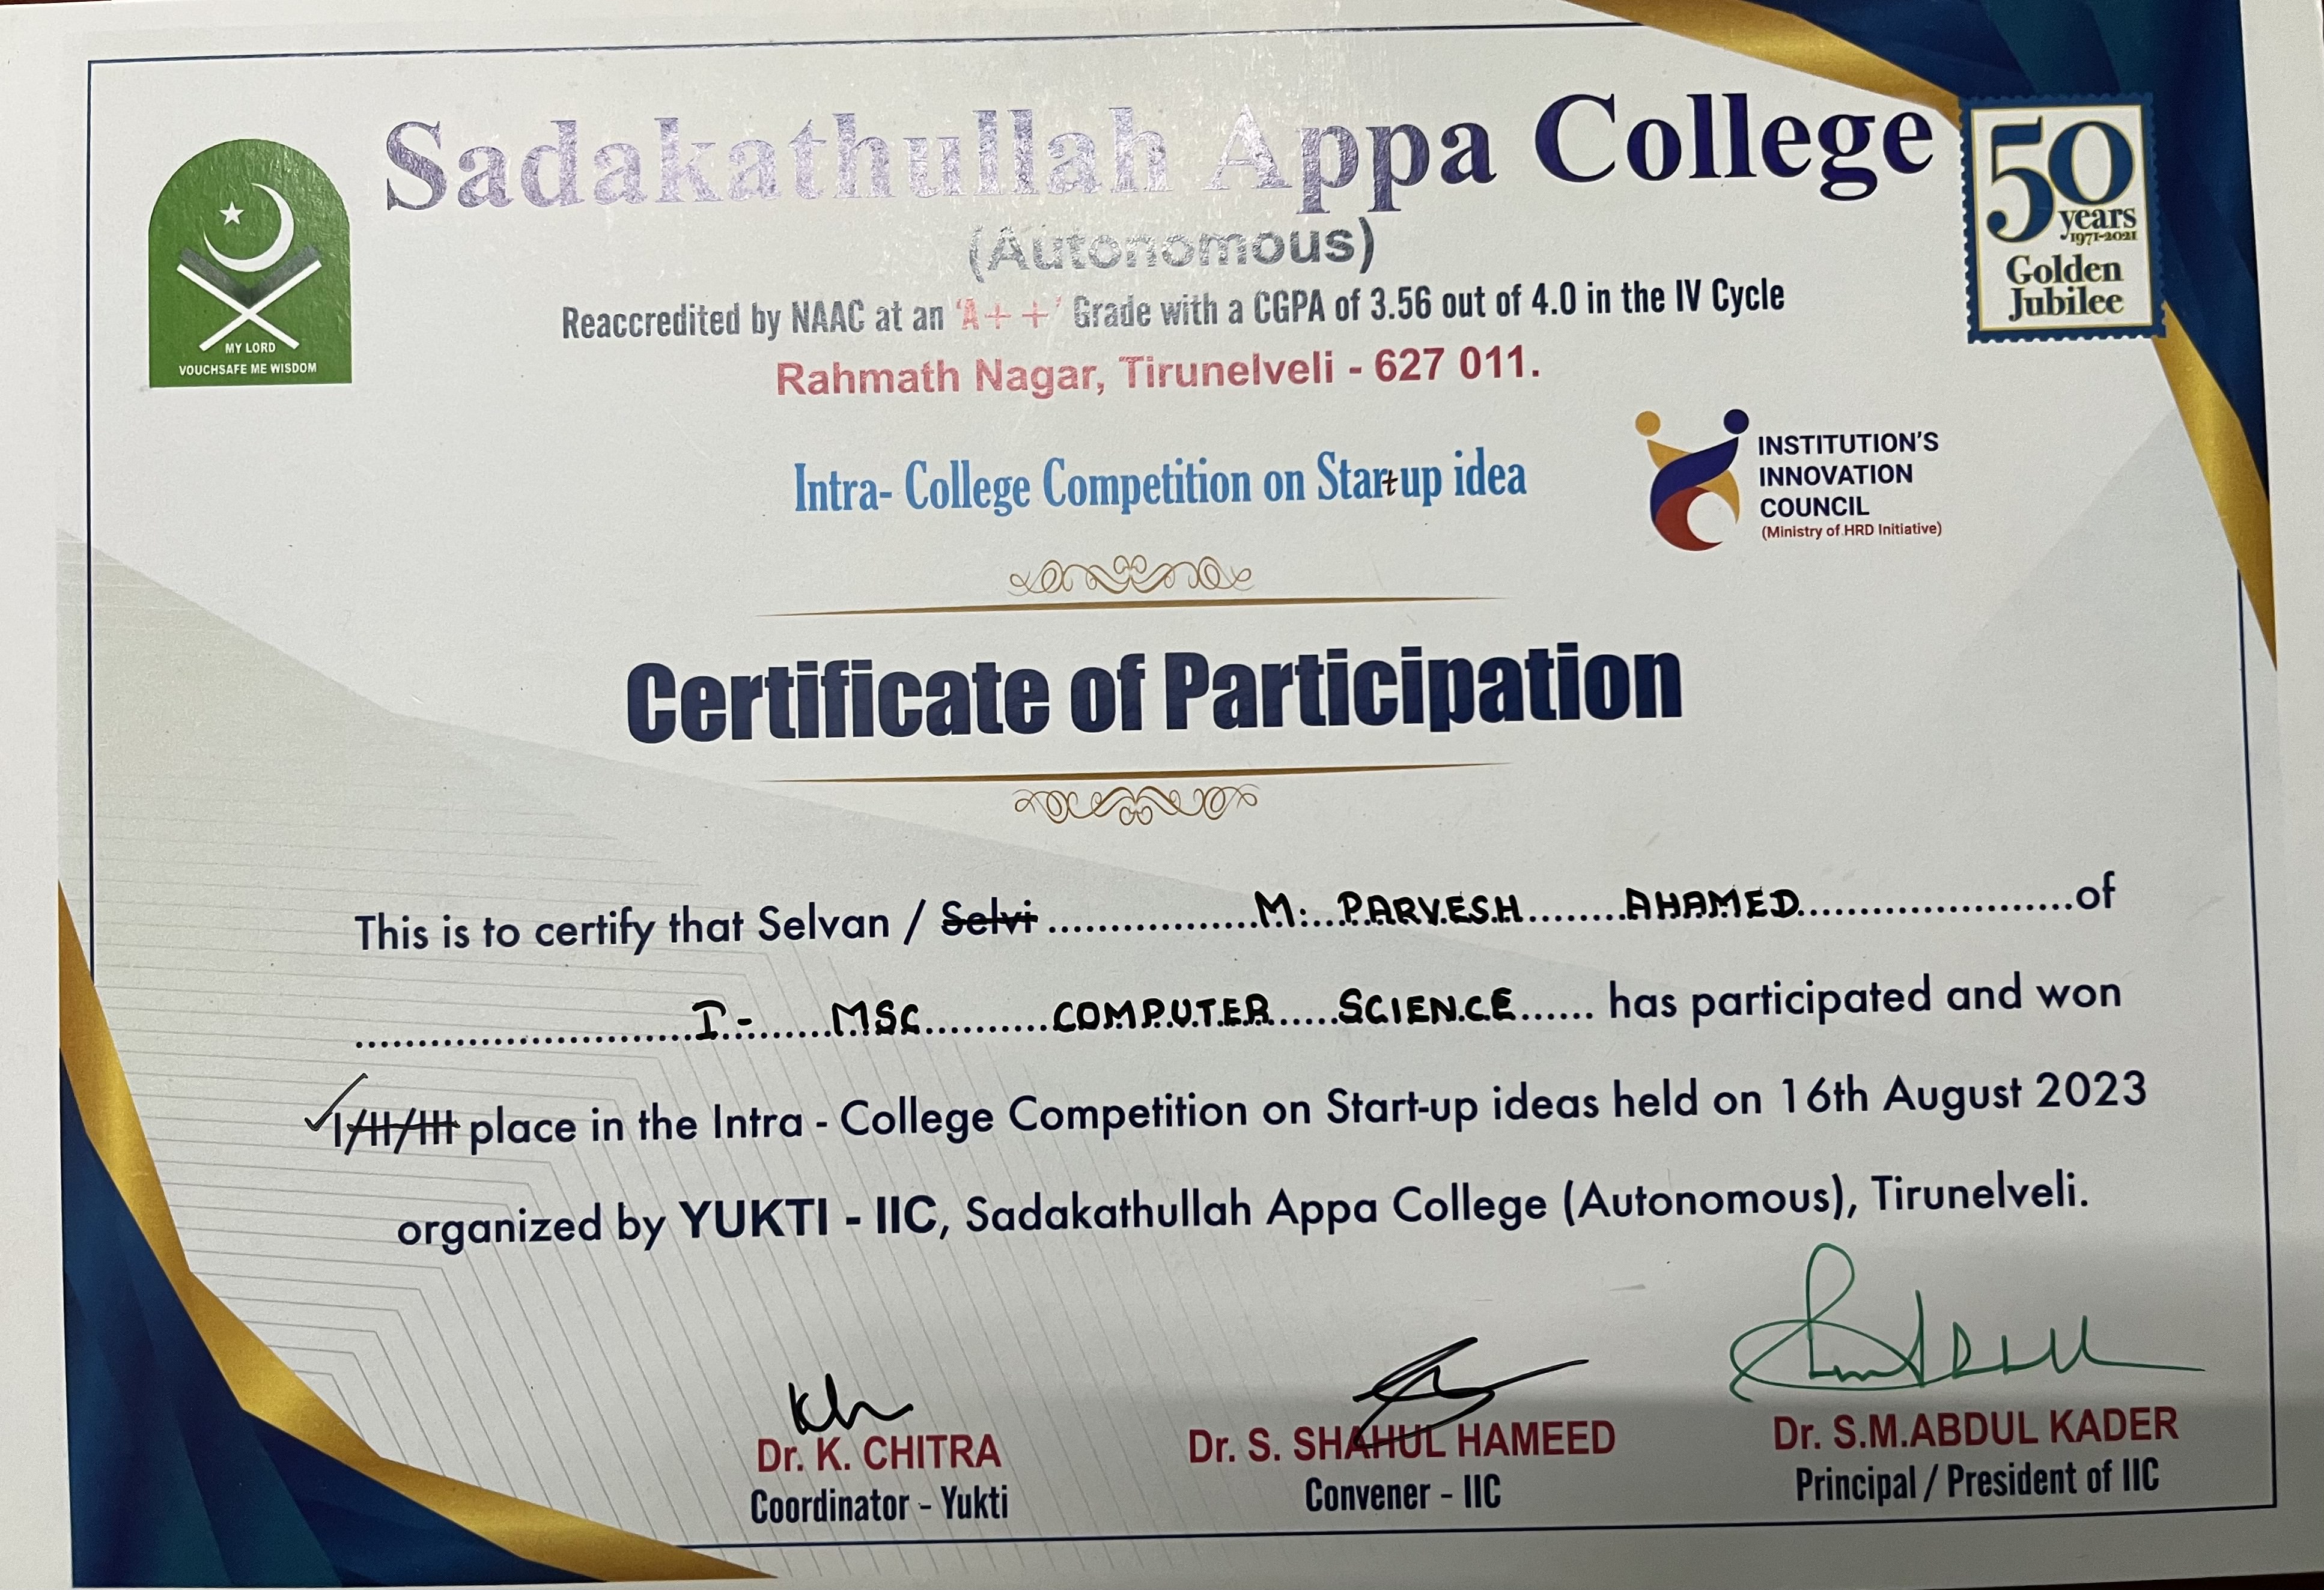 Sadakathullah Appa College
(Autonomous)
Reaccredited by NAAC at an 'A++' Grade with a CGPA of 3.56 out of 4.0 in the IV Cycle
Rahmath Nagar, Tirunelveli - 627 011.
MY LORD
VOUCHSAFE ME WISDOM
50
years
1971-2021
Golden
Jubilee
Intra- College Competition on Startup idea
INSTITUTION'S
INNOVATION
COUNCIL
(Ministry of HRD Initiative)
Certificate of Participation
This is to certify that Selvan / Selvi ..................M. PARVESH AHAMED......................of
...........................I - MSC COMPUTER SCIENCE...... has participated and won
✓I/II/III place in the Intra - College Competition on Start-up ideas held on 16th August 2023
organized by YUKTI - IIC, Sadakathullah Appa College (Autonomous), Tirunelveli.
Dr. K. CHITRA
Coordinator - Yukti
Dr. S. SHAHUL HAMEED
Convener - IIC
Dr. S.M.ABDUL KADER
Principal / President of IIC